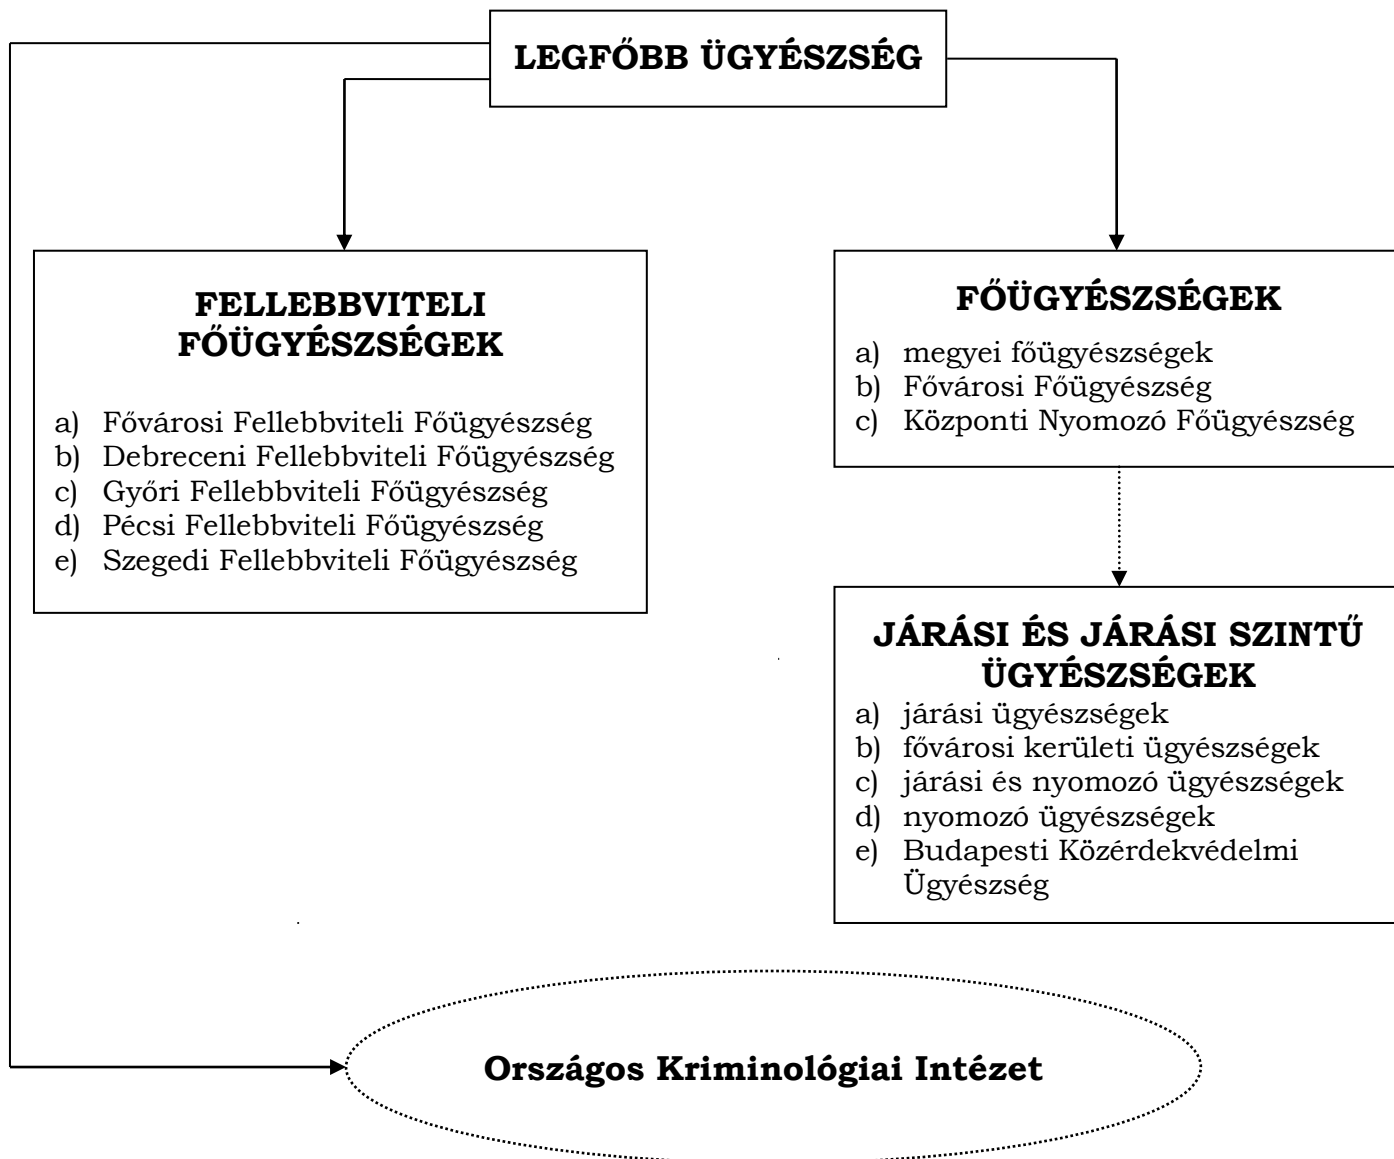 LEGFŐBB ÜGYÉSZSÉG
FELLEBBVITELI
FŐÜGYÉSZSÉGEK
a) Fővárosi Fellebbviteli Főügyészség
b) Debreceni Fellebbviteli Főügyészség
c) Győri Fellebbviteli Főügyészség
d) Pécsi Fellebbviteli Főügyészség
e) Szegedi Fellebbviteli Főügyészség
FŐÜGYÉSZSÉGEK
a) megyei főügyészségek
b) Fővárosi Főügyészség
c) Központi Nyomozó Főügyészség
JÁRÁSI ÉS JÁRÁSI SZINTŰ
ÜGYÉSZSÉGEK
a) járási ügyészségek
b) fővárosi kerületi ügyészségek
c) járási és nyomozó ügyészségek
d) nyomozó ügyészségek
e) Budapesti Közérdekvédelmi
Ügyészség
Országos Kriminológiai Intézet